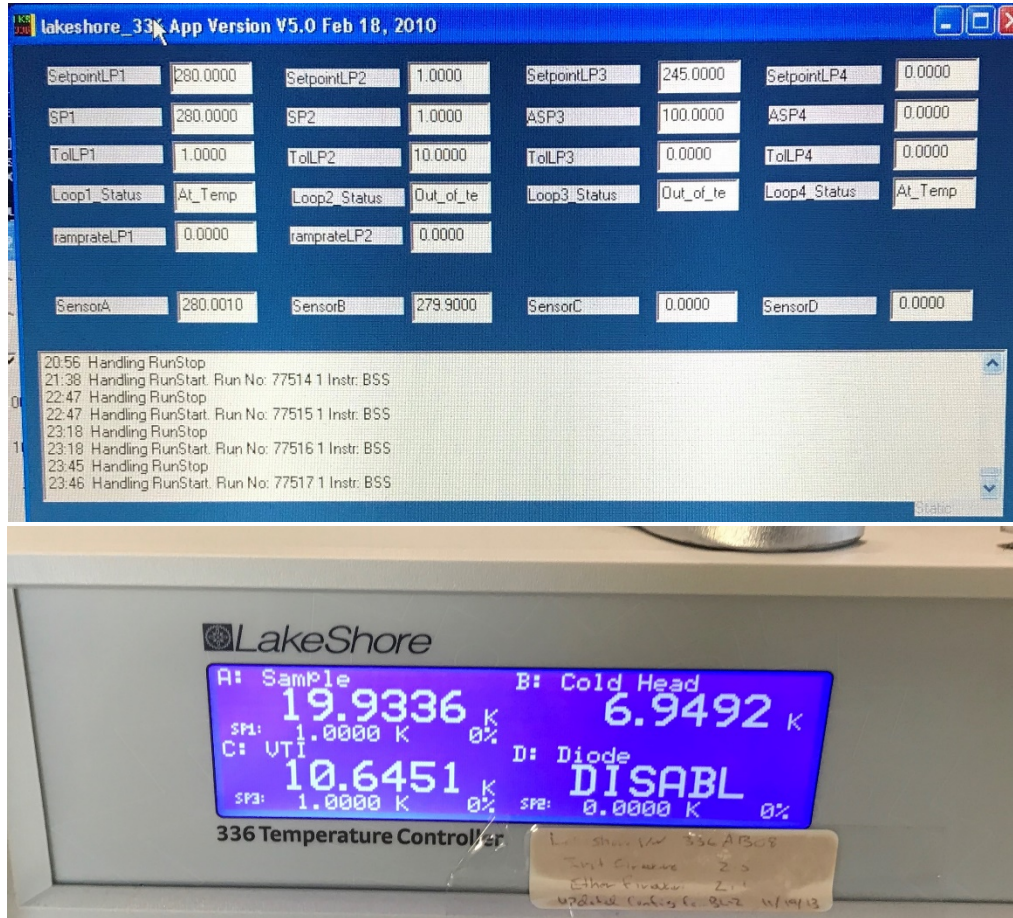 lakeshore_336 App Version V5.0 Feb 18, 2010
SetpointLP1 280.0000 SetpointLP2 1.0000 SetpointLP3 245.0000 SetpointLP4 0.0000
SP1 280.0000 SP2 1.0000 ASP3 100.0000 ASP4 0.0000
TolLP1 1.0000 TolLP2 10.0000 TolLP3 0.0000 TolLP4 0.0000
Loop1_Status At_Temp Loop2_Status Out_of_te Loop3_Status Out_of_te Loop4_Status At_Temp
ramprateLP1 0.0000 ramprateLP2 0.0000
SensorA 280.0010 SensorB 279.9000 SensorC 0.0000 SensorD 0.0000
20:56 Handling RunStop
21:38 Handling RunStart. Run No: 77514 1 Instr: BSS
22:47 Handling RunStop
22:47 Handling RunStart. Run No: 77515 1 Instr: BSS
23:18 Handling RunStop
23:18 Handling RunStart. Run No: 77516 1 Instr: BSS
23:45 Handling RunStop
23:46 Handling RunStart. Run No: 77517 1 Instr: BSS
Static
LakeShore
A: Sample B: Cold Head
19.9336 K 6.9492 K
SP1: 1.0000 K 0%
C: VTI D: Diode
10.6451 K DISABL
SP3: 1.0000 K 0% SP2: 0.0000 K 0%
336 Temperature Controller
336 A
Updated Config 11/19/13